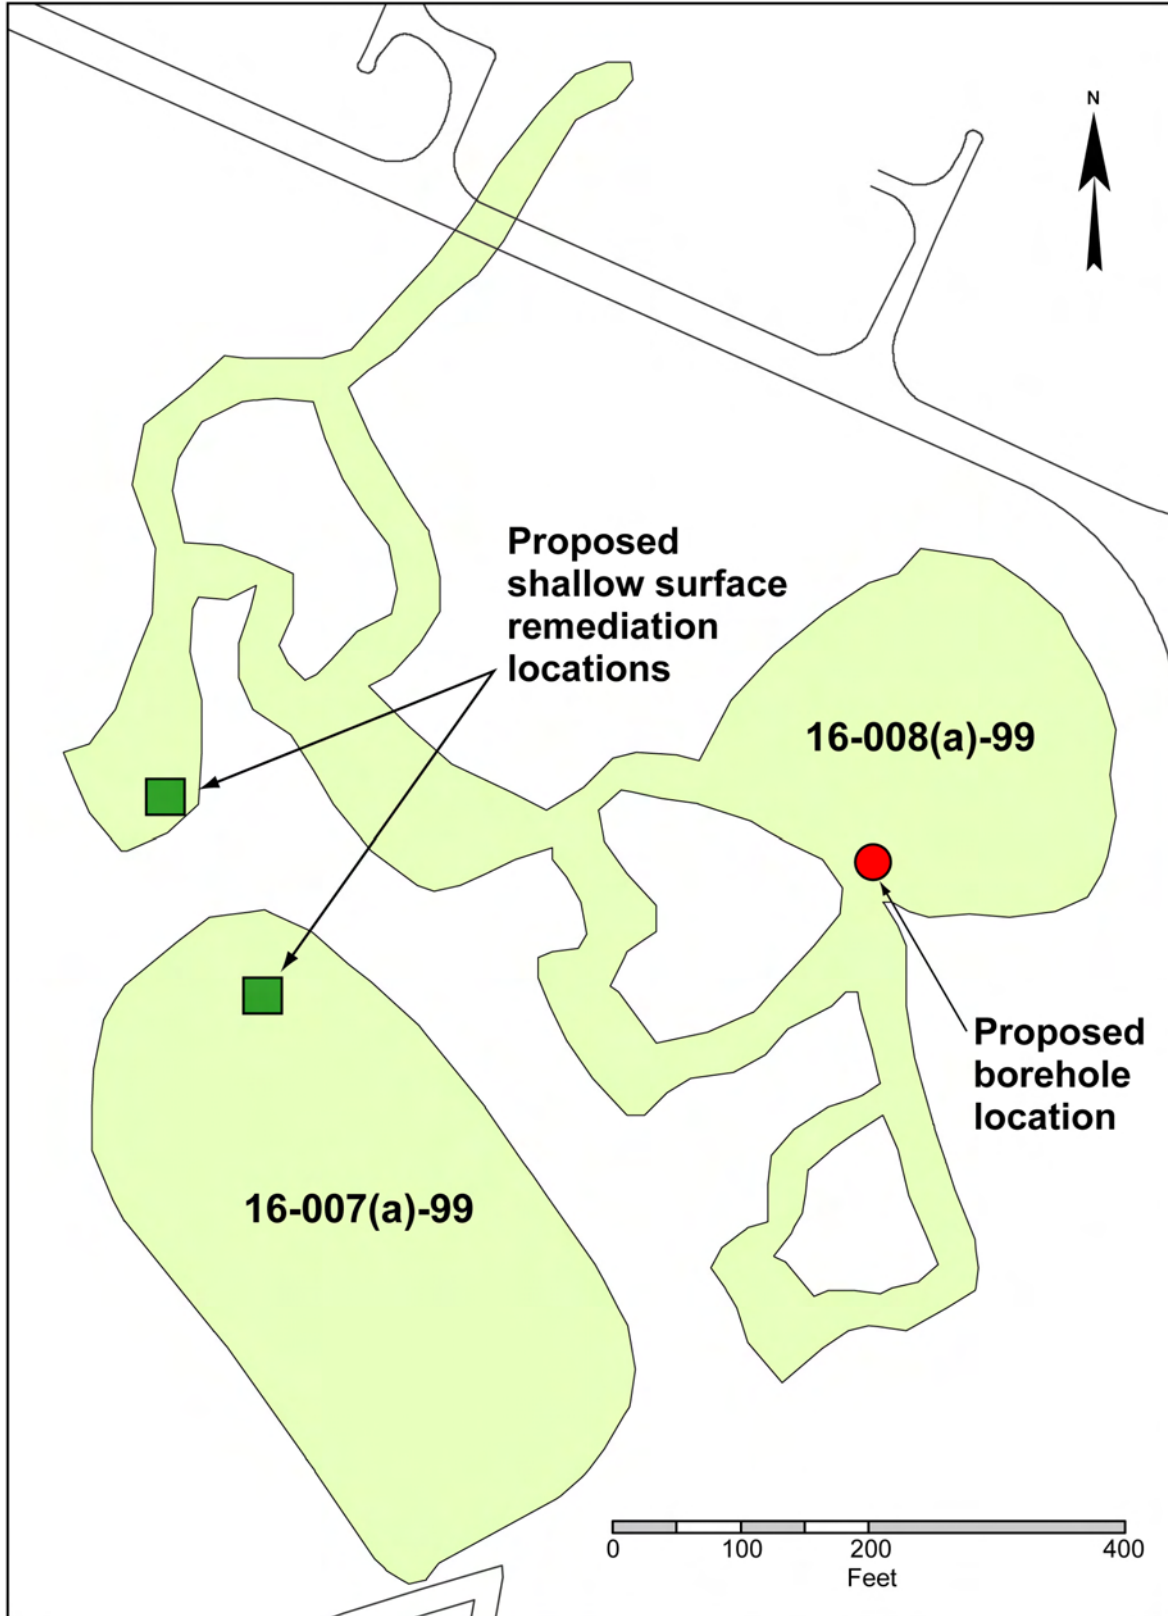 N
Proposed
shallow surface
remediation
locations
16-008(a)-99
Proposed
borehole
location
16-007(a)-99
0 100 200 400
Feet